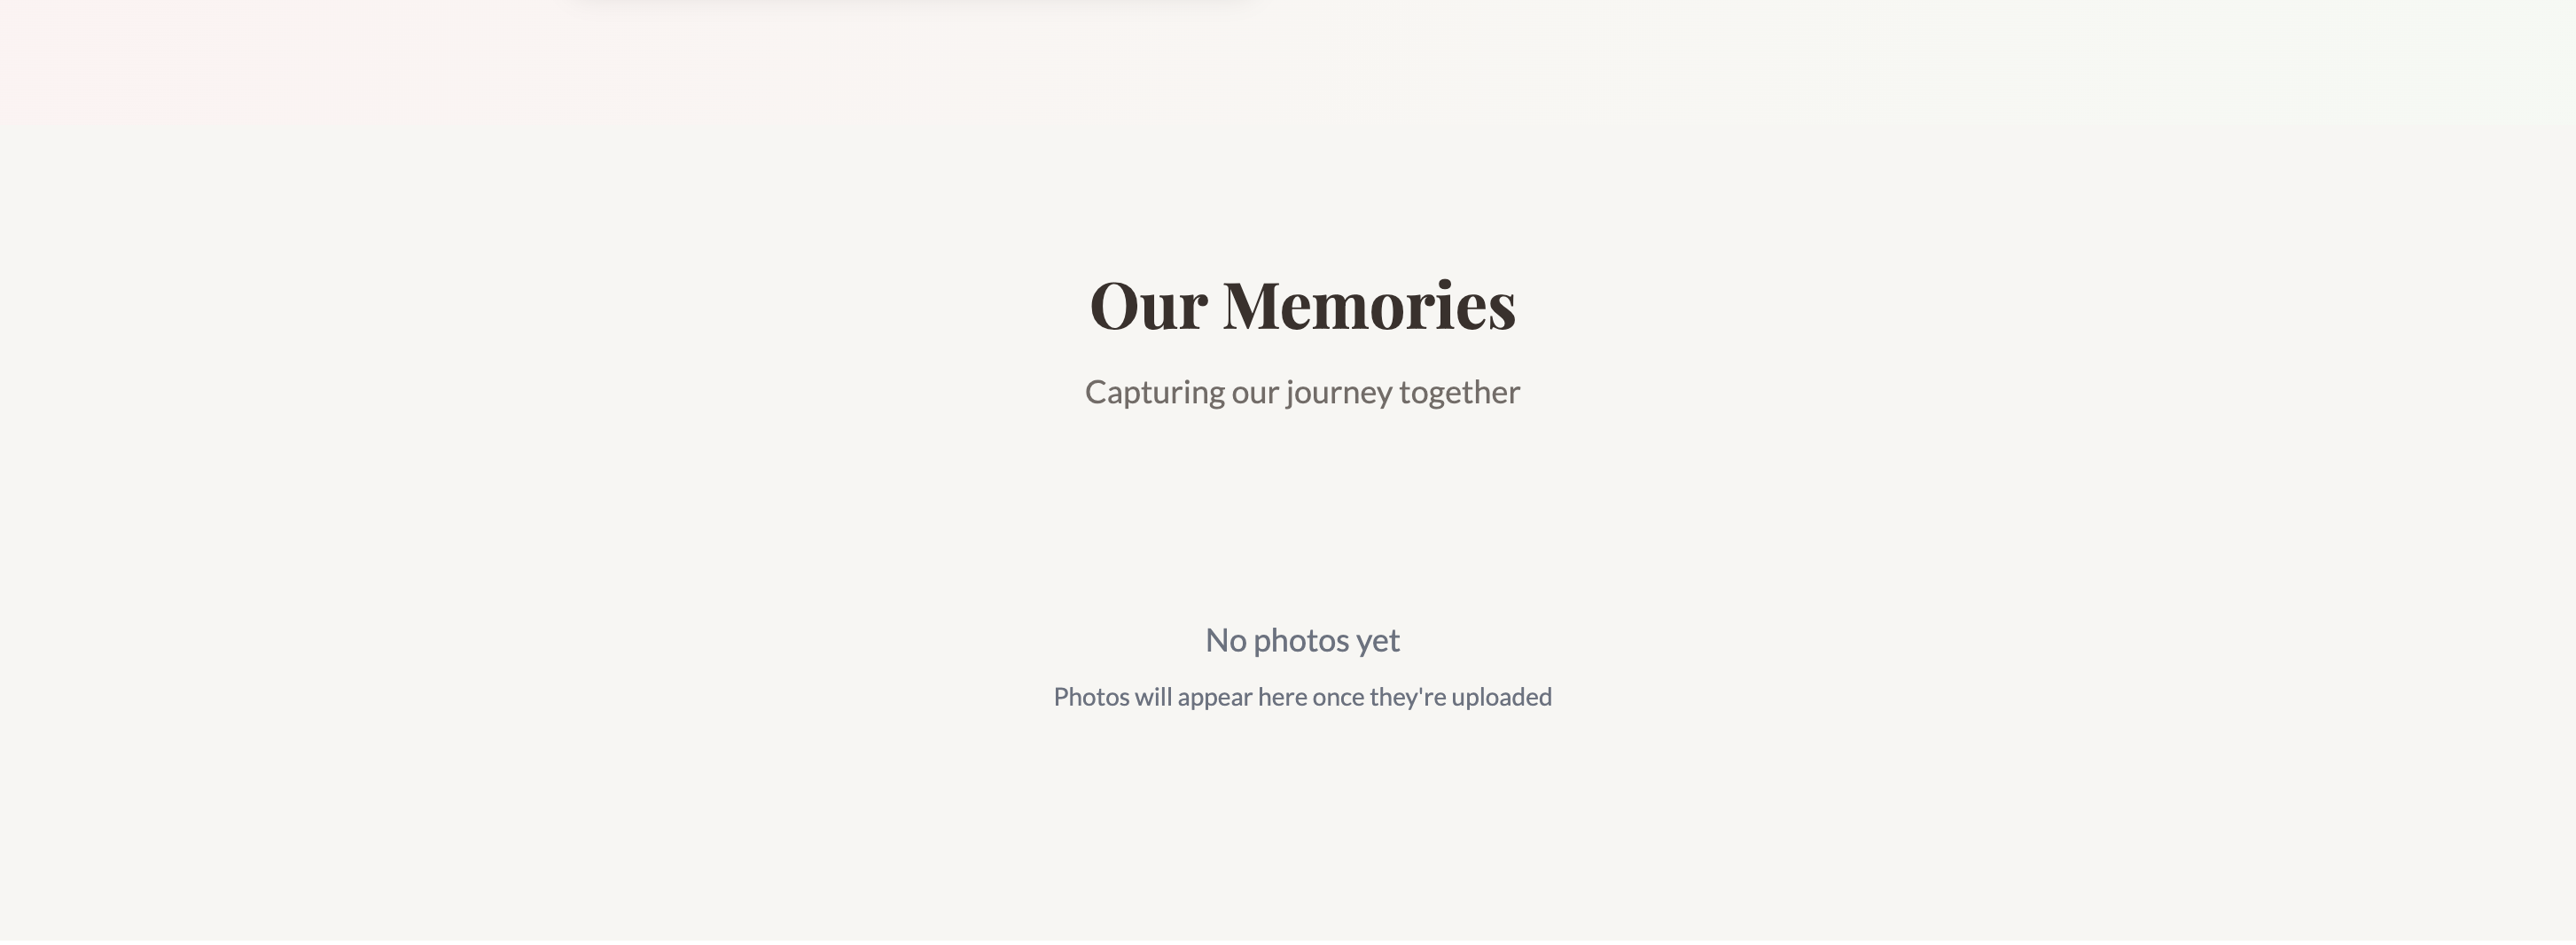 Our Memories
Capturing our journey together
No photos yet
Photos will appear here once they're uploaded